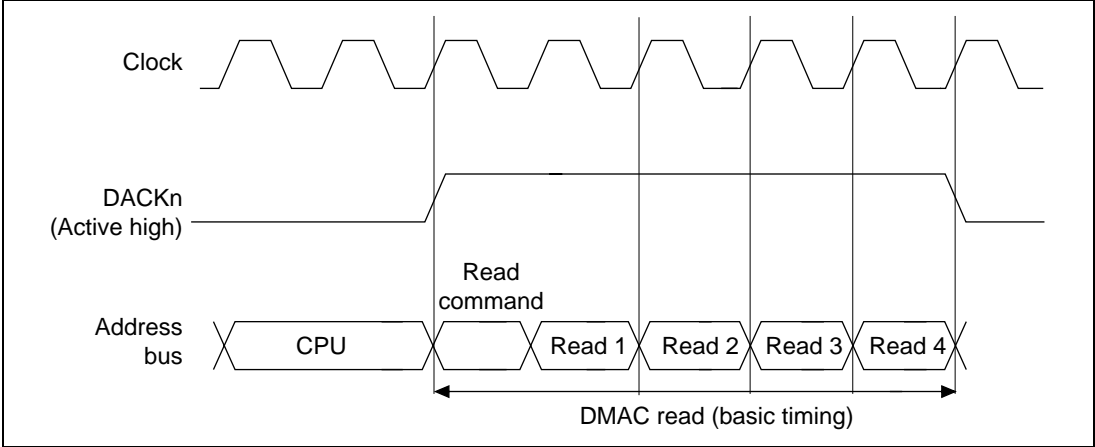 Clock
DACKn
(Active high)
Read
command
Address
bus
CPU
Read 1
Read 2
Read 3
Read 4
DMAC read (basic timing)